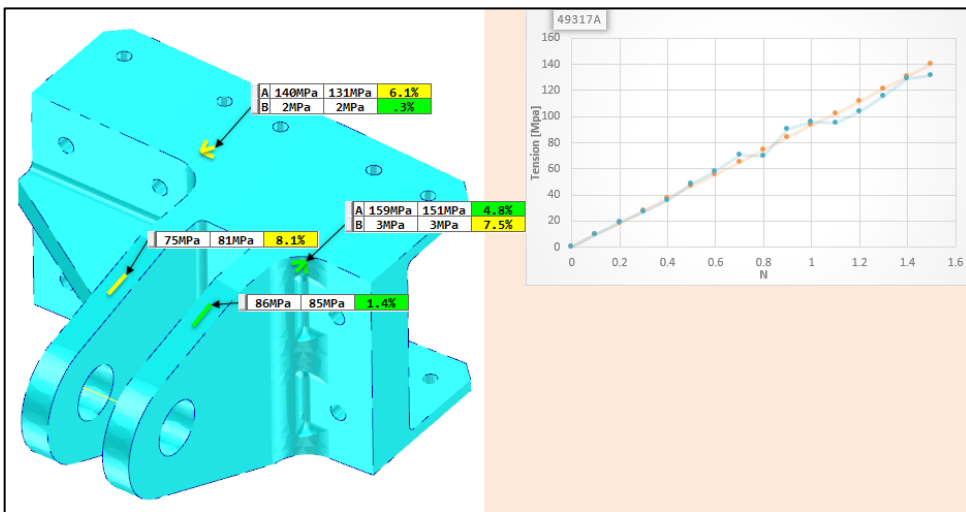 A 140MPa 131MPa 6.1%
B 2MPa 2MPa .3%
A 159MPa 151MPa 4.8%
B 3MPa 3MPa 7.5%
75MPa 81MPa 8.1%
86MPa 85MPa 1.4%
49317A
160
140
120
100
80
60
40
20
0
Tension [Mpa]
0 0.2 0.4 0.6 0.8 1 1.2 1.4 1.6
N